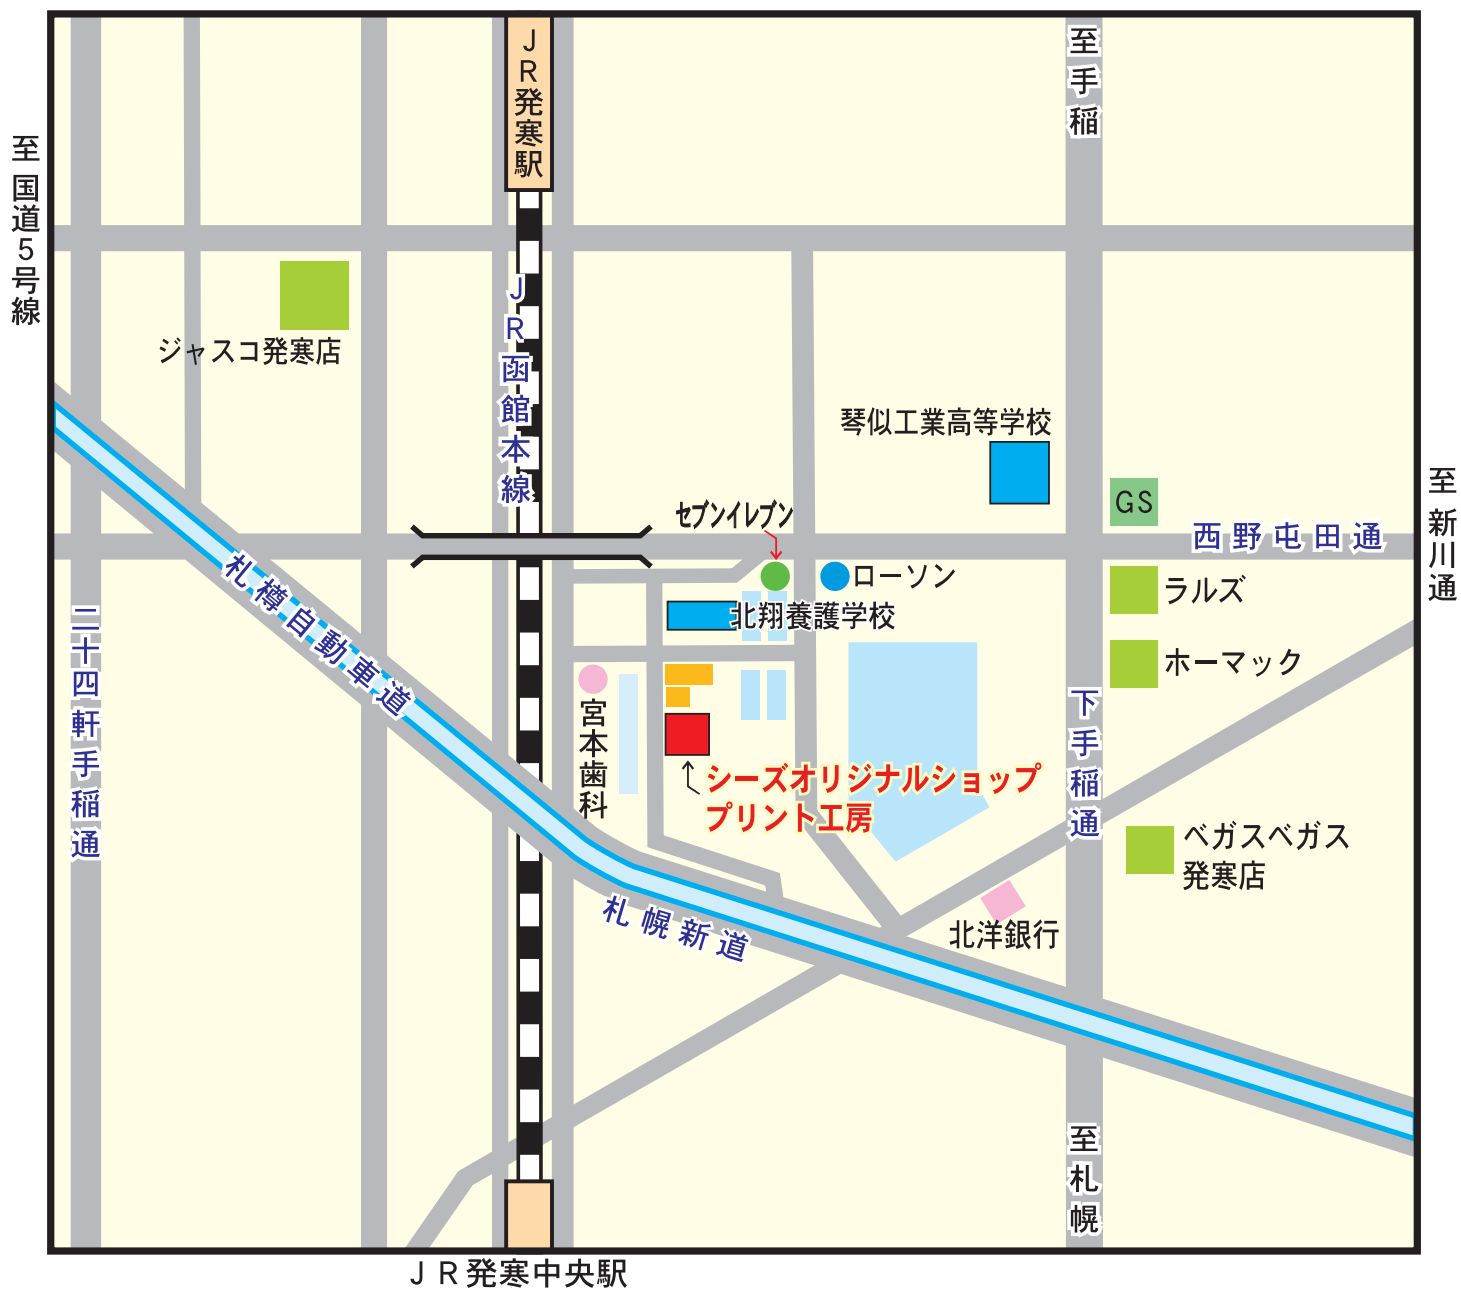 JR発寒駅
至手稲
至国道5号線
ジャスコ発寒店
JR函館本線
琴似工業高等学校
GS
至新川通
セブンイレブン
西野屯田通
ローソン
ラルズ
北翔養護学校
札樽自動車道
二十四軒手稲通
ホーマック
宮本歯科
下手稲通
シーズオリジナルショップ
プリント工房
ベガスベガス
発寒店
札幌新道
北洋銀行
至札幌
JR発寒中央駅